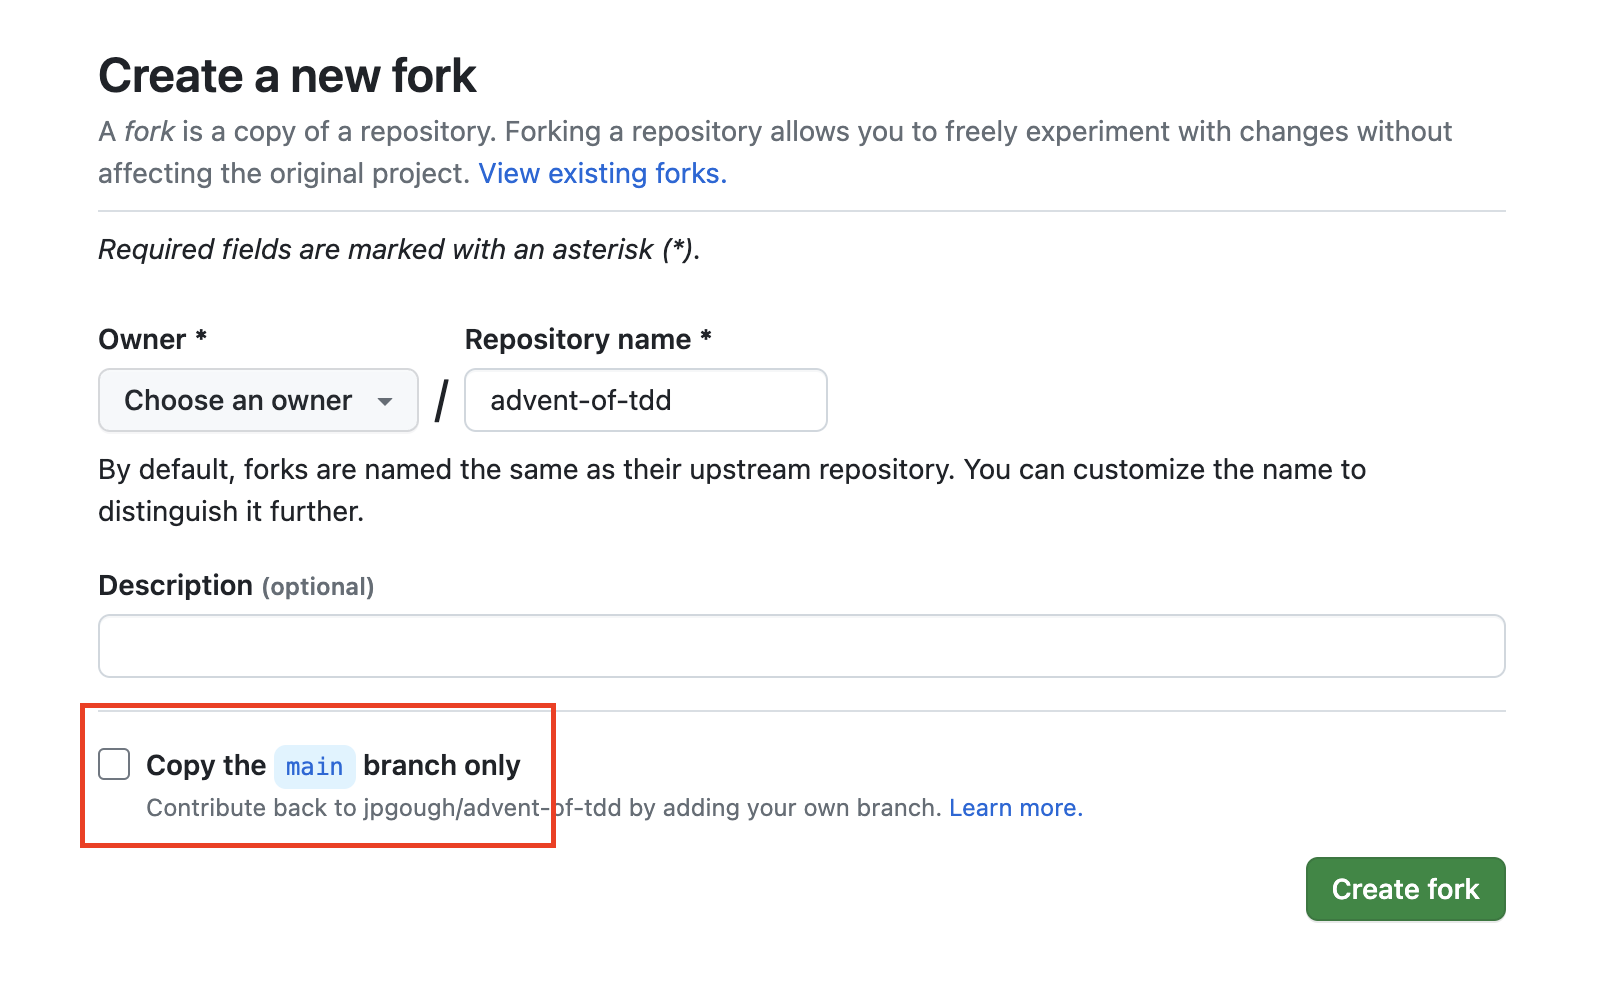 Create a new fork
A fork is a copy of a repository. Forking a repository allows you to freely experiment with changes without
affecting the original project. View existing forks.
Required fields are marked with an asterisk (*).
Owner *
Repository name *
Choose an owner
/
advent-of-tdd
By default, forks are named the same as their upstream repository. You can customize the name to
distinguish it further.
Description (optional)
Copy the main branch only
Contribute back to jpgough/advent-of-tdd by adding your own branch. Learn more.
Create fork